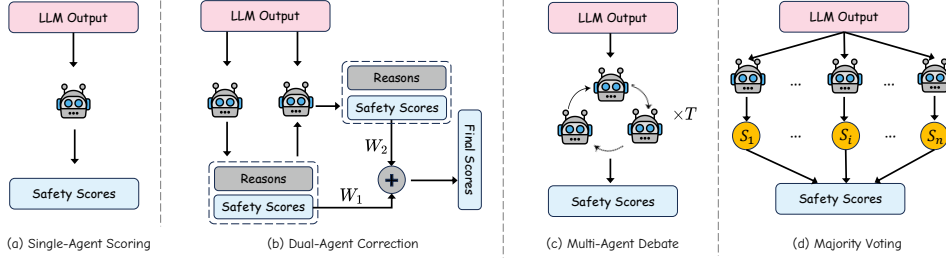 LLM Output
Safety Scores
(a) Single-Agent Scoring
LLM Output
Reasons
Safety Scores
W₂
Reasons
Safety Scores
W₁
+
Final Scores
(b) Dual-Agent Correction
LLM Output
×T
Safety Scores
(c) Multi-Agent Debate
LLM Output
... ...
S₁ ... Sᵢ ... Sₙ
Safety Scores
(d) Majority Voting